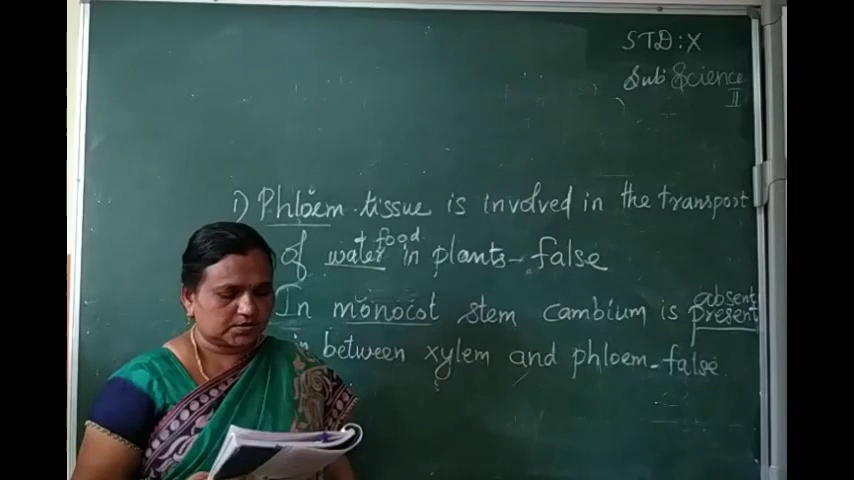 STD:X
Sub Science
II
1) Phloem tissue is involved in the transport
food
of water in plants - false
absent
In monocot stem cambium is present
in between xylem and phloem - false